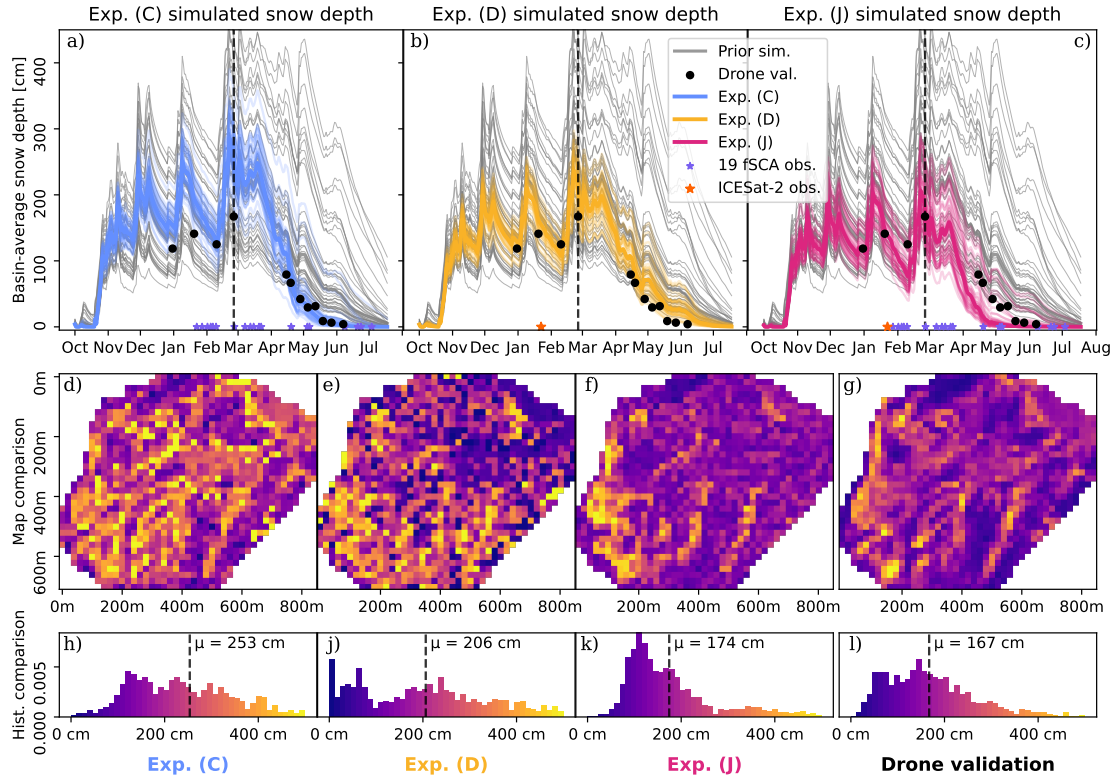 Exp. (C) simulated snow depth
Exp. (D) simulated snow depth
Exp. (J) simulated snow depth
a)
b)
c)
Prior sim.
Drone val.
Exp. (C)
Exp. (D)
Exp. (J)
19 fSCA obs.
ICESat-2 obs.
Basin-average snow depth [cm]
400
300
200
100
0
Oct Nov Dec Jan Feb Mar Apr May Jun Jul
Oct Nov Dec Jan Feb Mar Apr May Jun Jul
Oct Nov Dec Jan Feb Mar Apr May Jun Jul Aug
d)
e)
f)
g)
Map comparison
0m
200m
400m
600m
0m 200m 400m 600m 800m
200m 400m 600m 800m
200m 400m 600m 800m
200m 400m 600m 800m
h)
μ = 253 cm
j)
μ = 206 cm
k)
μ = 174 cm
l)
μ = 167 cm
Hist. comparison
0.005
0.000
0 cm 200 cm 400 cm
0 cm 200 cm 400 cm
0 cm 200 cm 400 cm
0 cm 200 cm 400 cm
Exp. (C)
Exp. (D)
Exp. (J)
Drone validation